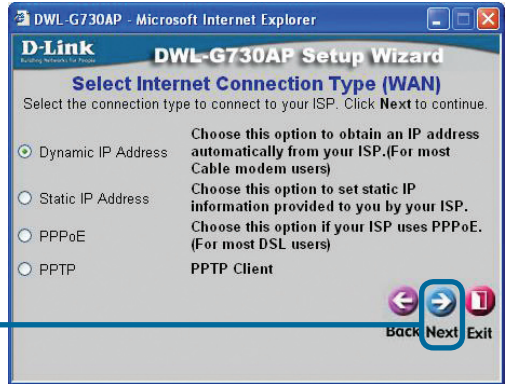 DWL-G730AP - Microsoft Internet Explorer
D-Link
Building Networks for People
DWL-G730AP Setup Wizard
Select Internet Connection Type (WAN)
Select the connection type to connect to your ISP. Click Next to continue.
Dynamic IP Address
Choose this option to obtain an IP address
automatically from your ISP.(For most
Cable modem users)
Static IP Address
Choose this option to set static IP
information provided to you by your ISP.
PPPoE
Choose this option if your ISP uses PPPoE.
(For most DSL users)
PPTP
PPTP Client
Back Next Exit